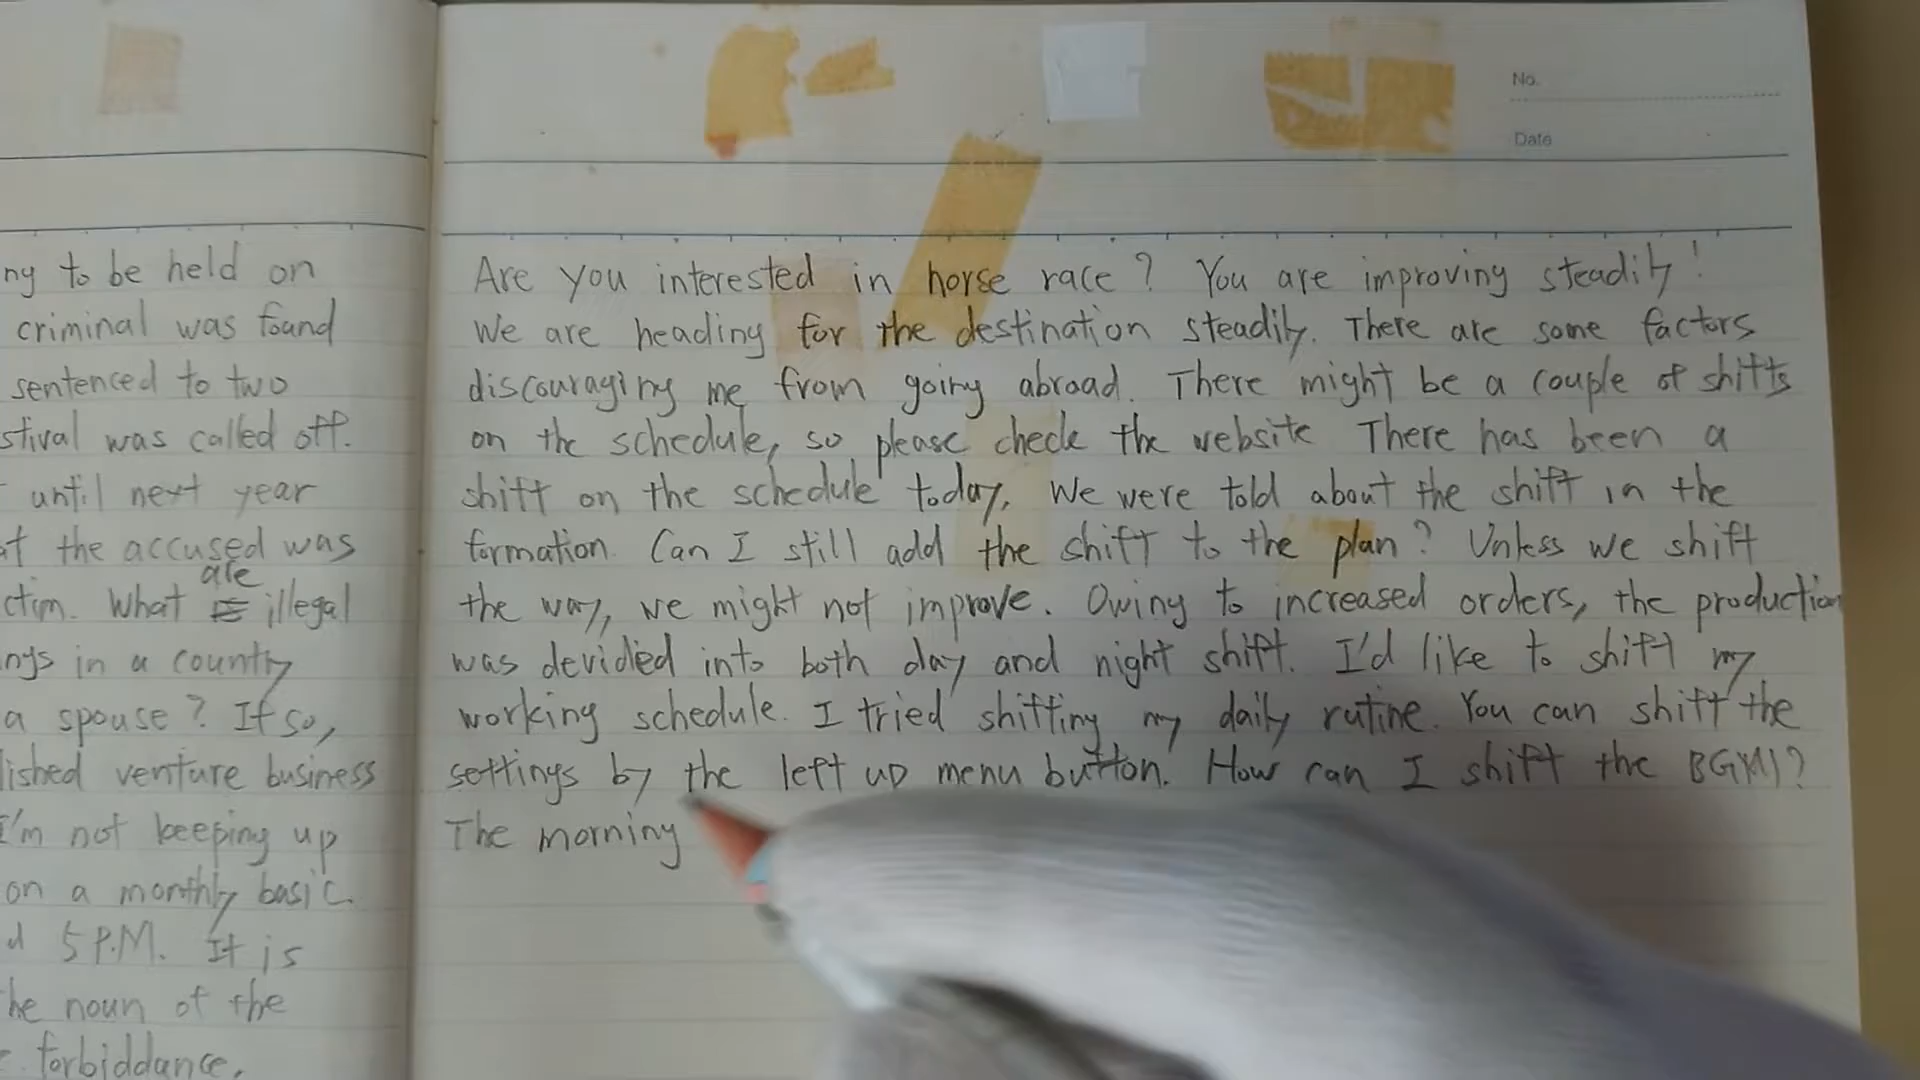 ny to be held on
criminal was found
sentenced to two
stival was called off.
until next year
at the accused was
are
ction. What is illegal
ngs in a country
a spouse? If so,
lished venture business
I'm not keeping up
on a monthly basic.
d 5 P.M. It is
he noun of the
forbiddance.
No.
Date
Are you interested in horse race? You are improving steadily!
We are heading for the destination steadily. There are some factors
discouraging me from going abroad. There might be a couple of shifts
on the schedule, so please check the website There has been a
shift on the schedule today. We were told about the shift in the
formation. Can I still add the shift to the plan? Unless we shift
the way, we might not improve. Owing to increased orders, the production
was devidied into both day and night shift. I'd like to shift my
working schedule. I tried shifting my daily rutine. You can shift the
settings by the left up menu button. How can I shift the BGM?
The morning